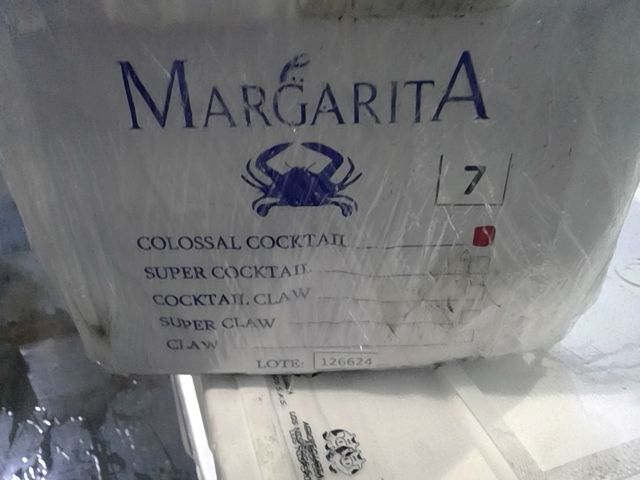 MARGARITA
7
COLOSSAL COCKTAIL
SUPER COCKTAIL
COCKTAIL CLAW
SUPER CLAW
CLAW
LOTE: 126624